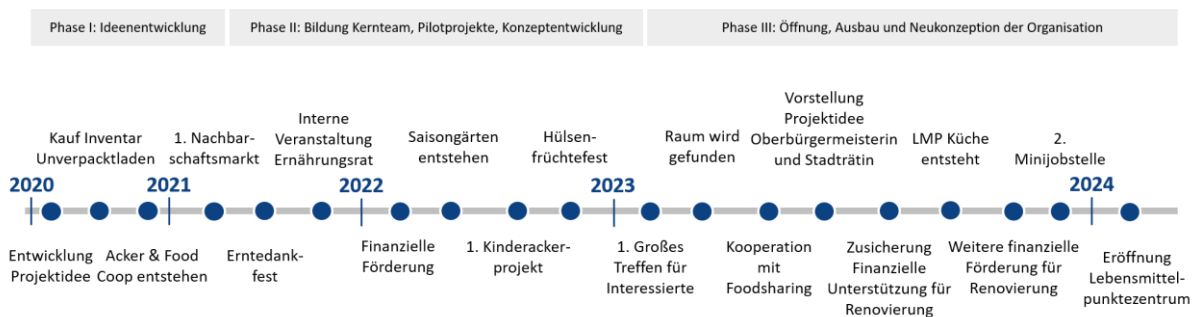 Phase I: Ideenentwicklung
Phase II: Bildung Kernteam, Pilotprojekte, Konzeptentwicklung
Phase III: Öffnung, Ausbau und Neukonzeption der Organisation
Kauf Inventar
Unverpacktladen
1. Nachbar-
schaftsmarkt
Interne
Veranstaltung
Ernährungsrat
Saisongärten
entstehen
Hülsen-
früchtefest
Raum wird
gefunden
Vorstellung
Projektidee
Oberbürgermeisterin
und Stadträtin
LMP Küche
entsteht
2.
Minijobstelle
2020
2021
2022
2023
2024
Entwicklung
Projektidee
Acker & Food
Coop entstehen
Erntedank-
fest
Finanzielle
Förderung
1. Kinderacker-
projekt
1. Großes
Treffen für
Interessierte
Kooperation
mit
Foodsharing
Zusicherung
Finanzielle
Unterstützung für
Renovierung
Weitere finanzielle
Förderung für
Renovierung
Eröffnung
Lebensmittel-
punktezentrum